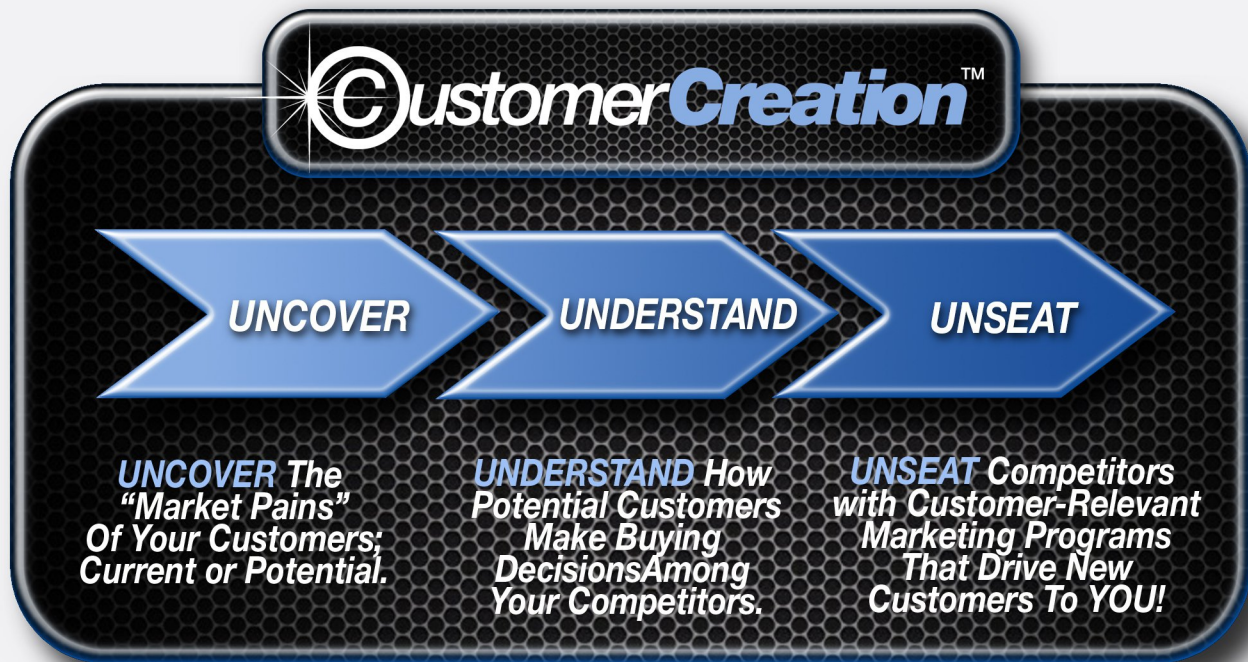 ©ustomerCreation™
UNCOVER
UNDERSTAND
UNSEAT
UNCOVER The
“Market Pains”
Of Your Customers;
Current or Potential.
UNDERSTAND How
Potential Customers
Make Buying
DecisionsAmong
Your Competitors.
UNSEAT Competitors
with Customer-Relevant
Marketing Programs
That Drive New
Customers To YOU!